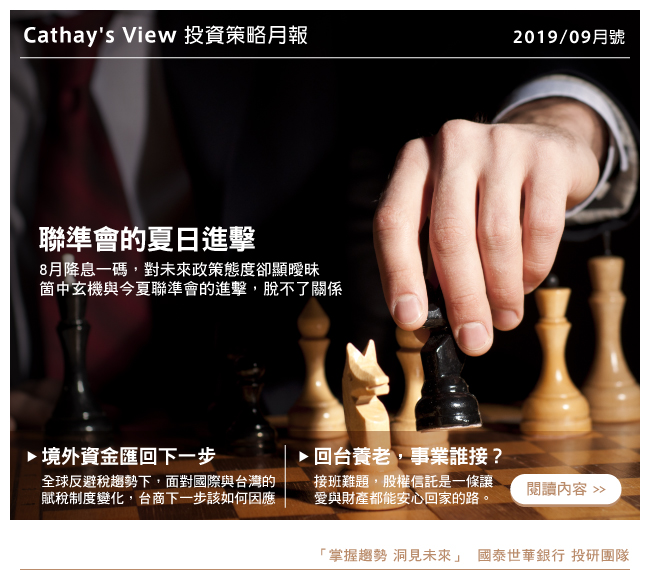 Cathay's View 投資策略月報
2019/09月號
聯準會的夏日進擊
8月降息一碼，對未來政策態度卻顯曖昧
箇中玄機與今夏聯準會的進擊，脫不了關係
境外資金匯回下一步
全球反避稅趨勢下，面對國際與台灣的
賦稅制度變化，台商下一步該如何因應
回台養老，事業誰接？
接班難題，股權信託是一條讓
愛與財產都能安心回家的路。
閱讀內容 >>
「掌握趨勢 洞見未來」 國泰世華銀行 投研團隊